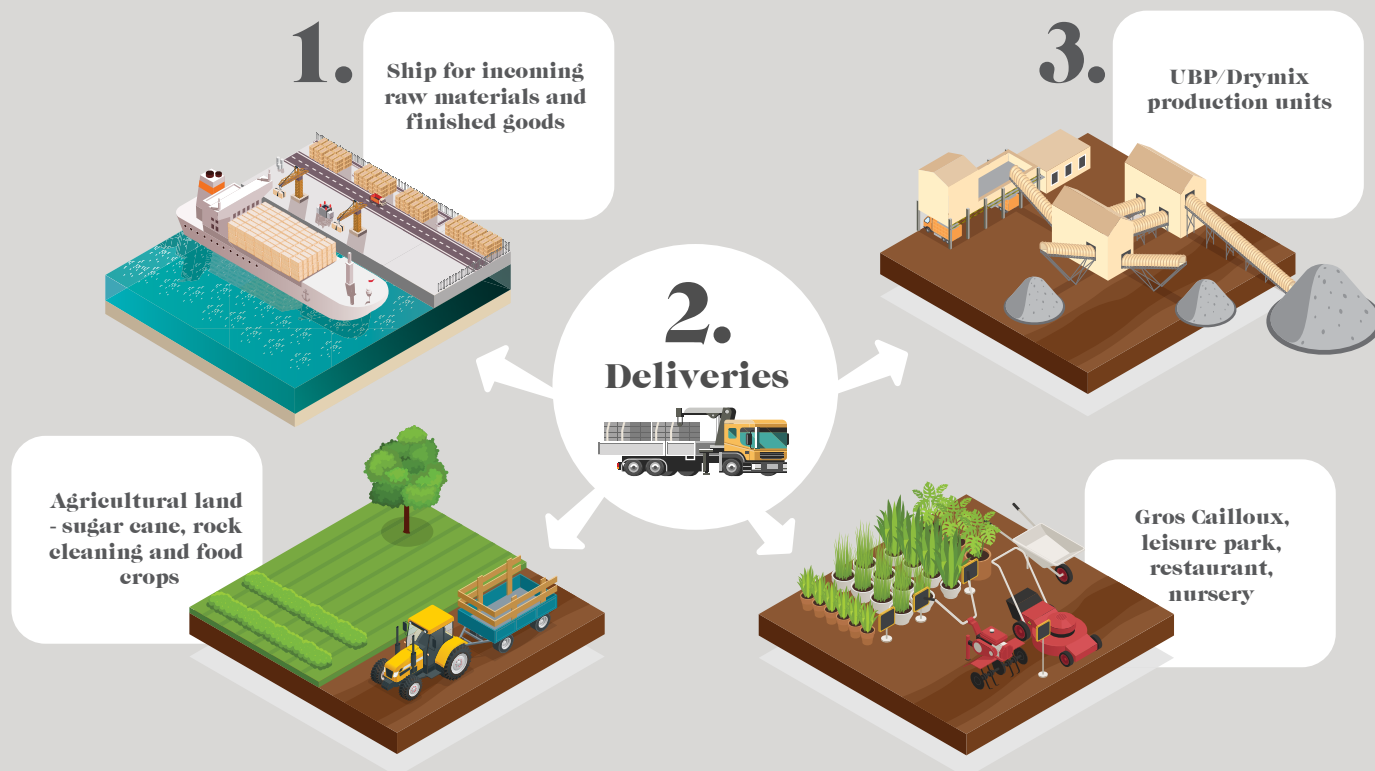 1.
Ship for incoming
raw materials and
finished goods
3.
UBP/Drymix
production units
2.
Deliveries
Agricultural land
- sugar cane, rock
cleaning and food
crops
Gros Cailloux,
leisure park,
restaurant,
nursery